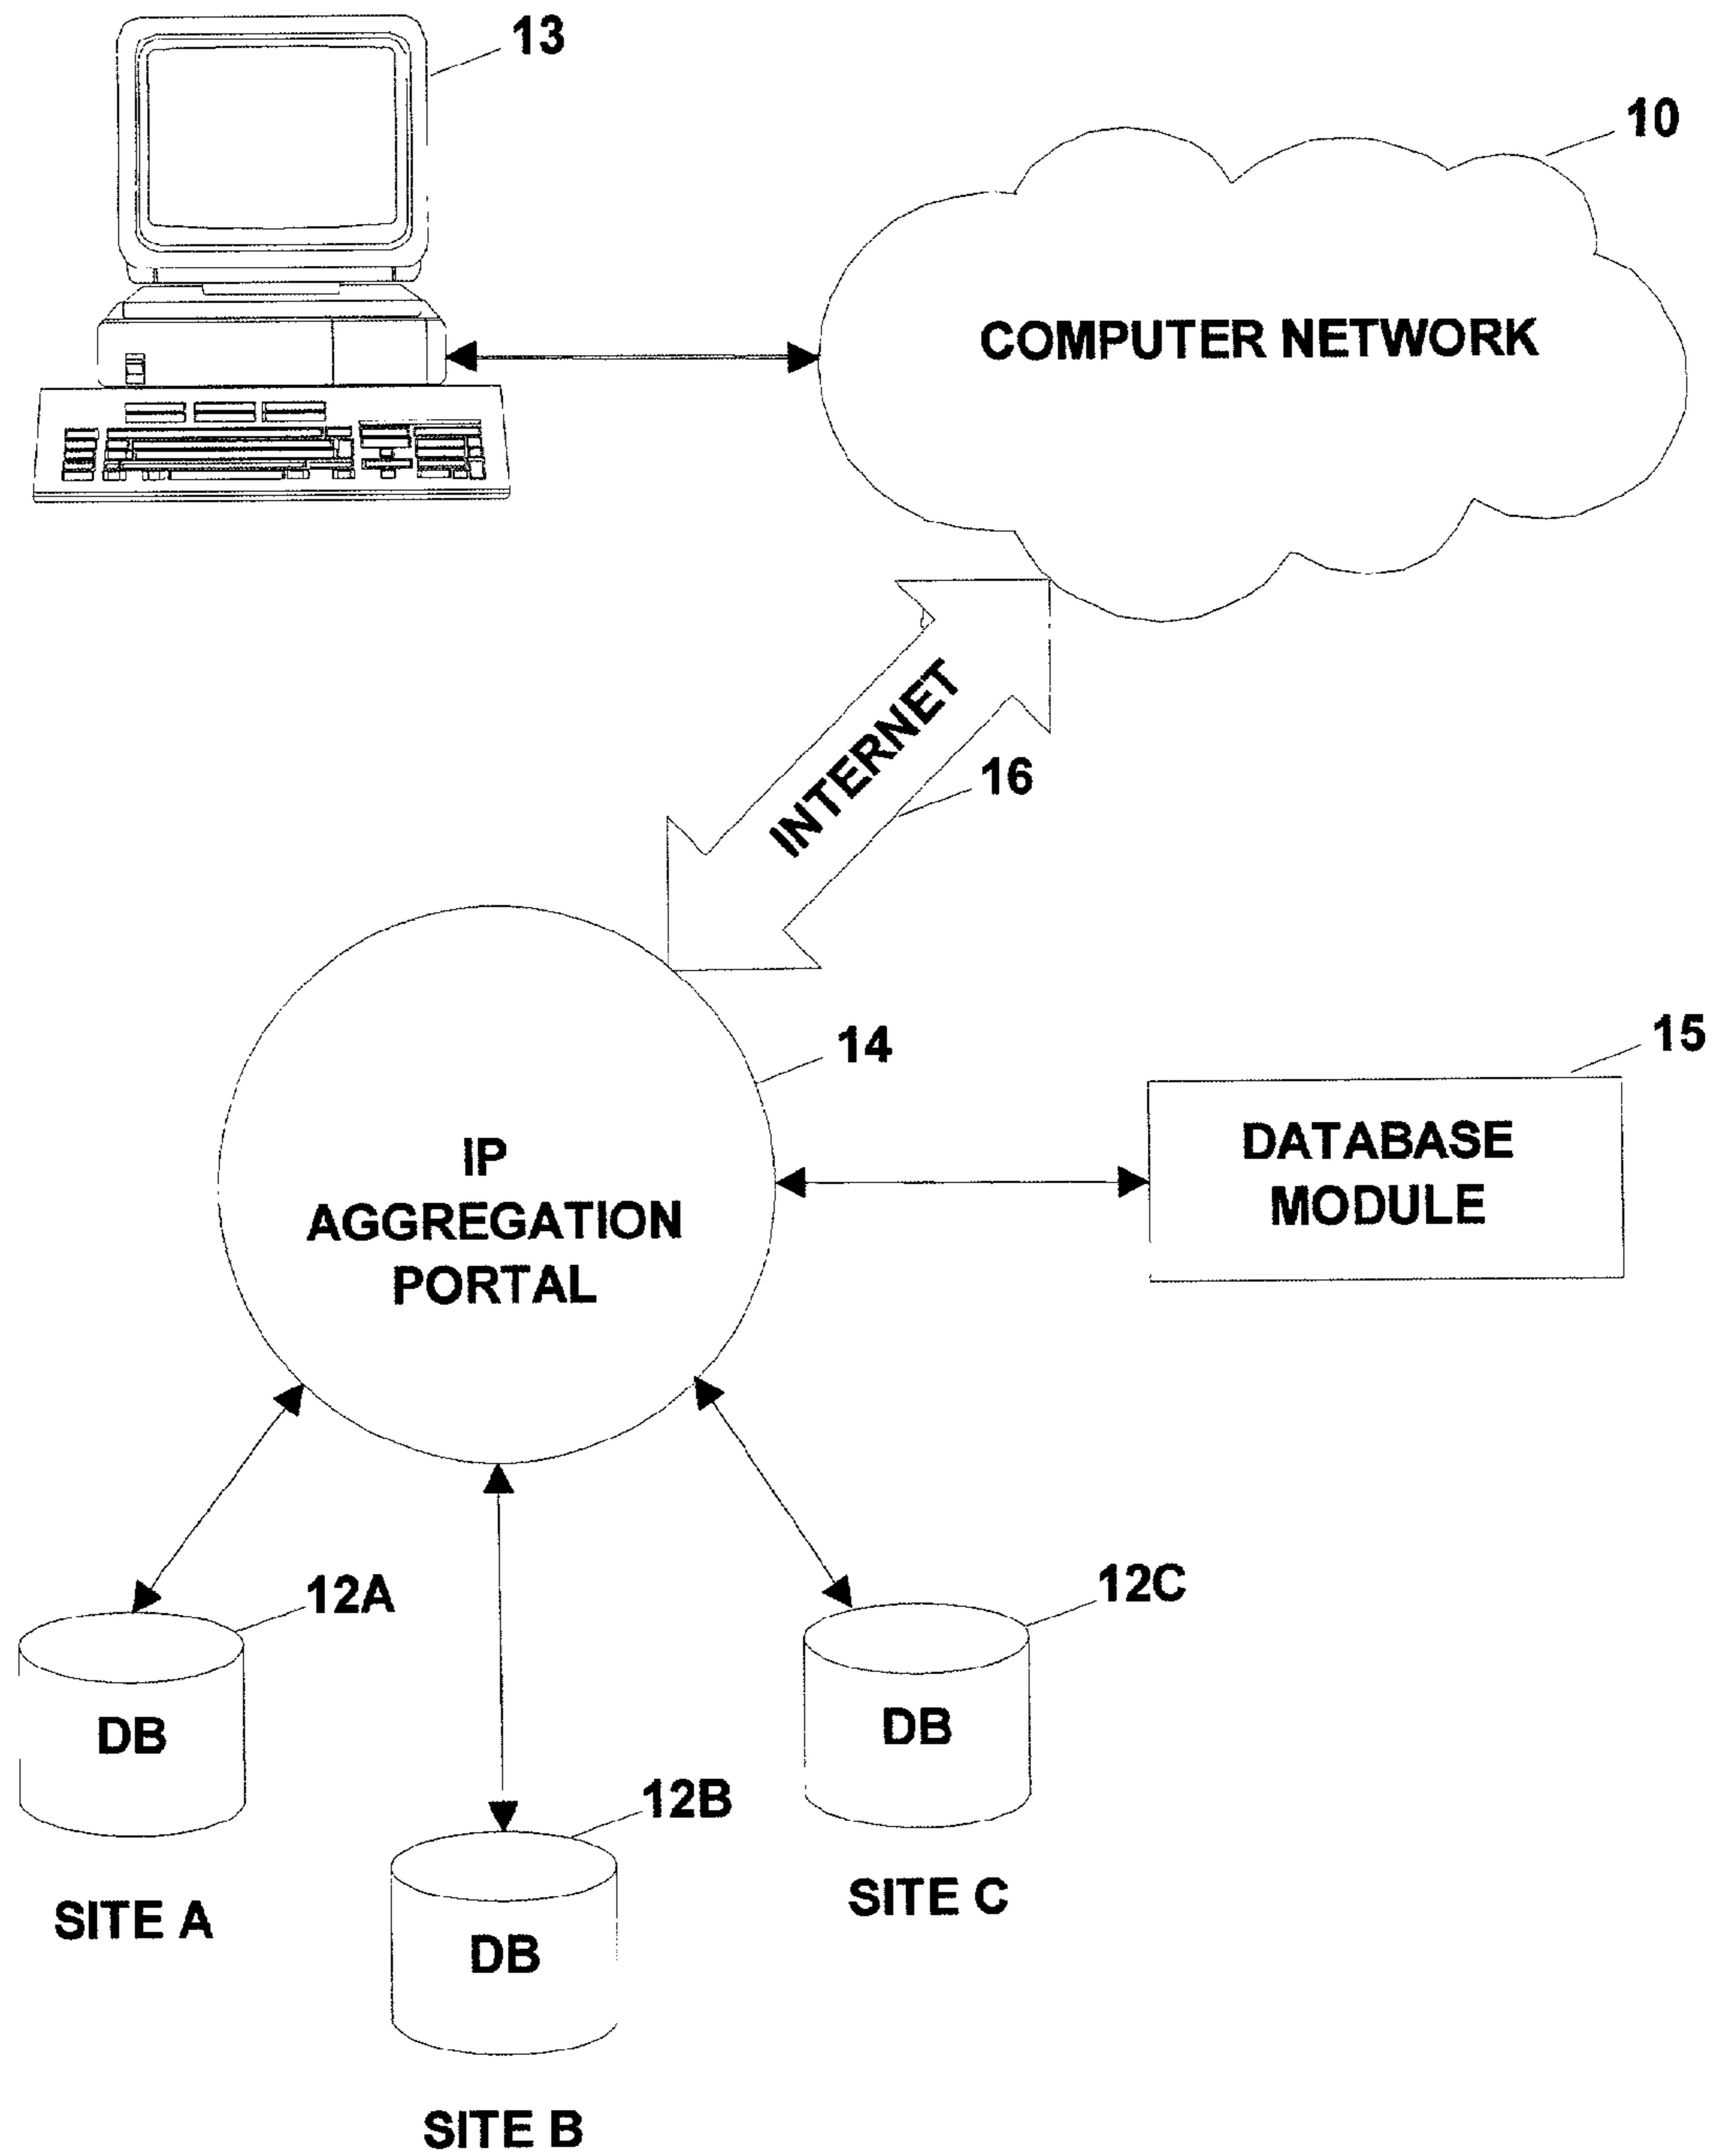 13
10
COMPUTER NETWORK
INTERNET
16
14
15
IP
AGGREGATION
PORTAL
DATABASE
MODULE
12A
12C
DB
DB
12B
SITE A
SITE C
DB
SITE B